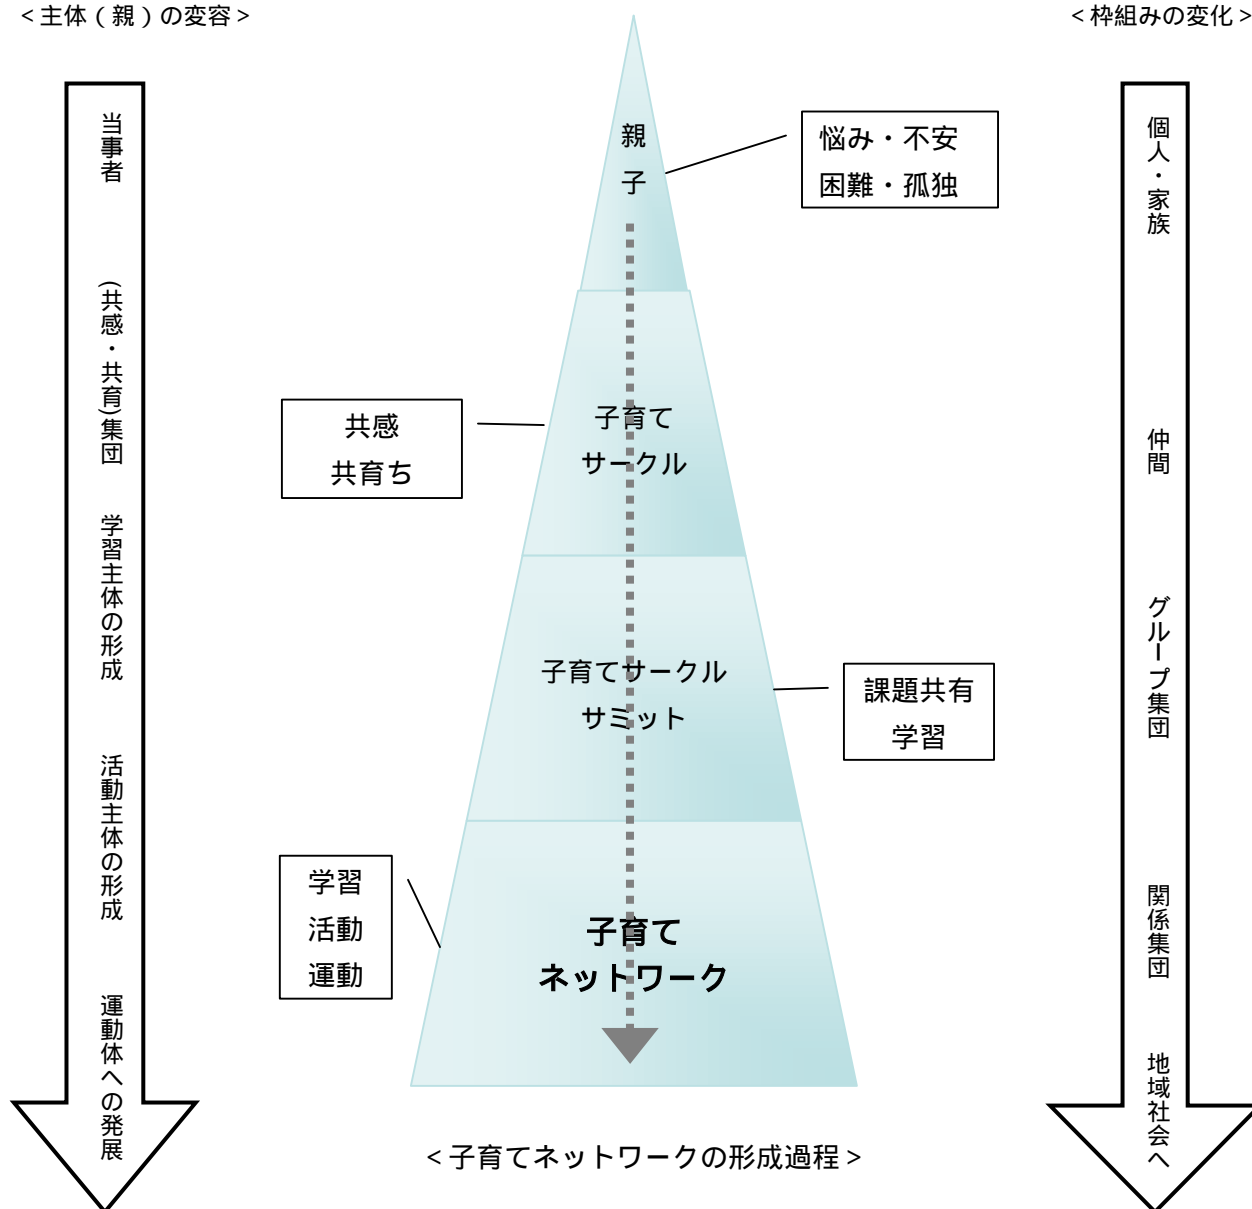 <主体(親)の変容>
<枠組みの変化>
当事者
(共感・共育)集団
学習主体の形成
活動主体の形成
運動体への発展
親
子
悩み・不安
困難・孤独
共感
共育ち
子育て
サークル
子育てサークル
サミット
課題共有
学習
学習
活動
運動
子育て
ネットワーク
個人・家族
仲間
グループ集団
関係集団
地域社会へ
<子育てネットワークの形成過程>